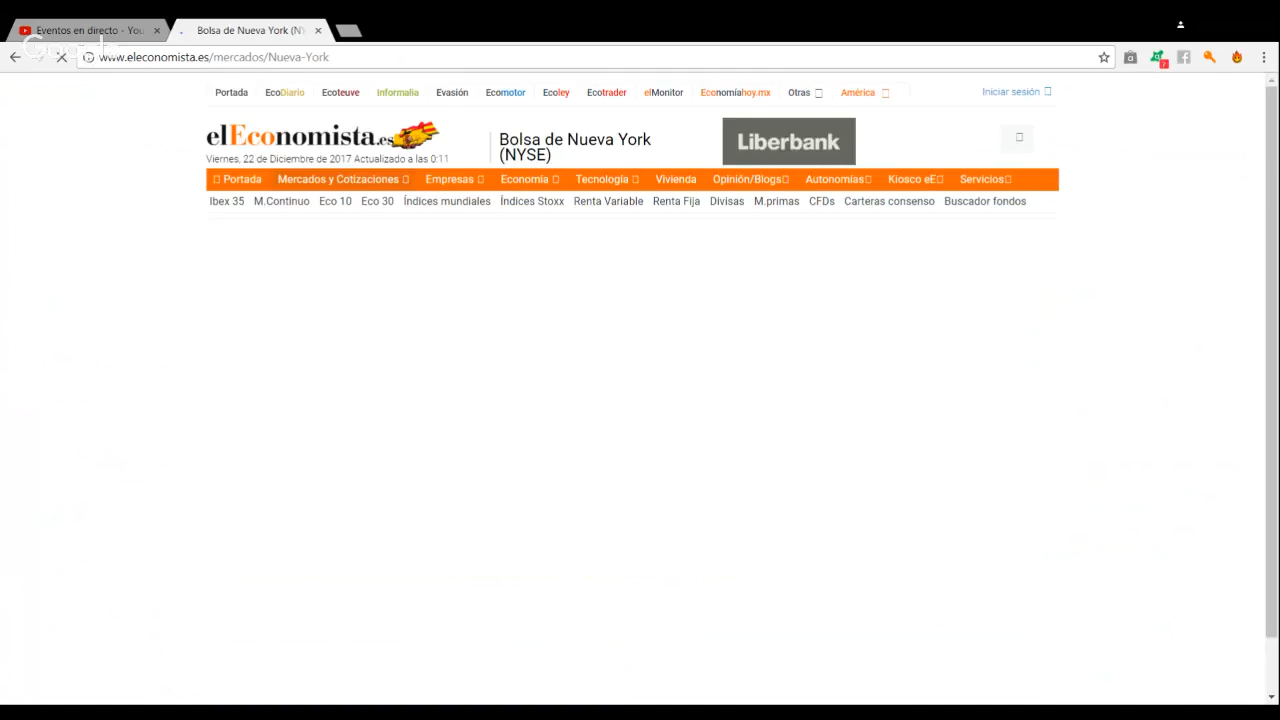 Eventos en directo - You
Bolsa de Nueva York (N
Google
www.eleconomista.es/mercados/Nueva-York
Portada EcoDiario Ecoteuve Informalia Evasión Ecomotor Ecoley Ecotrader elMonitor Economíahoy.mx Otras América Iniciar sesión
elEconomista.es
Viernes, 22 de Diciembre de 2017 Actualizado a las 0:11
Bolsa de Nueva York
(NYSE)
Liberbank
Portada Mercados y Cotizaciones Empresas Economía Tecnología Vivienda Opinión/Blogs Autonomías Kiosco eE Servicios
Ibex 35 M.Continuo Eco 10 Eco 30 Índices mundiales Índices Stoxx Renta Variable Renta Fija Divisas M.primas CFDs Carteras consenso Buscador fondos